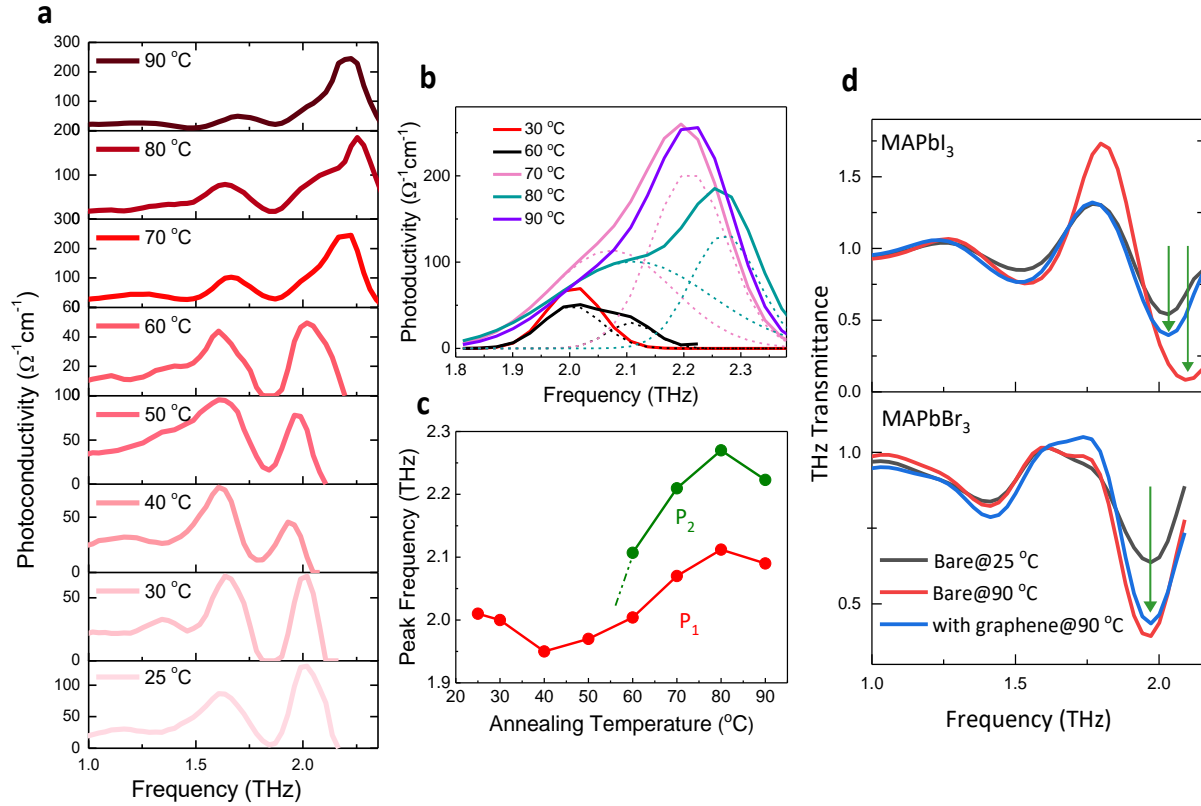 a
300
200
100
0
90 °C
200
100
0
80 °C
300
200
100
0
70 °C
60
40
20
0
60 °C
100
50
0
50 °C
50
0
40 °C
50
0
30 °C
100
50
0
25 °C
1.0
1.5
2.0
Frequency (THz)
Photoconductivity (Ω⁻¹cm⁻¹)
b
200
100
50
0
30 °C
60 °C
70 °C
80 °C
90 °C
1.8
1.9
2.0
2.1
2.2
2.3
Frequency (THz)
Photoductivity (Ω⁻¹cm⁻¹)
c
2.3
2.2
2.1
2.0
1.9
P₂
P₁
20
30
40
50
60
70
80
90
Annealing Temperature (°C)
Peak Frequency (THz)
d
MAPbI₃
1.5
1.0
0.5
0.0
MAPbBr₃
1.0
0.5
Bare@25 °C
Bare@90 °C
with graphene@90 °C
1.0
1.5
2.0
Frequency (THz)
THz Transmittance